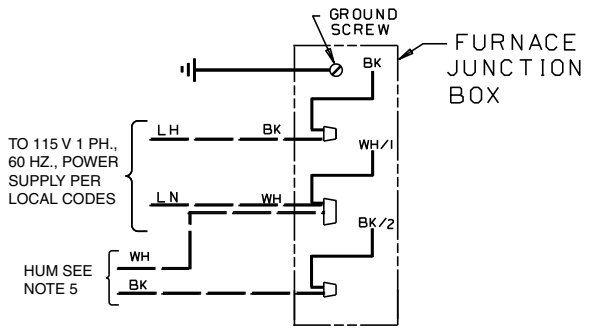 GROUND
SCREW
FURNACE
JUNCTION
BOX
BK
LH
BK
TO 115 V 1 PH.,
60 HZ., POWER
SUPPLY PER
LOCAL CODES
WH/1
LN
WH
BK/2
WH
HUM SEE
NOTE 5
BK